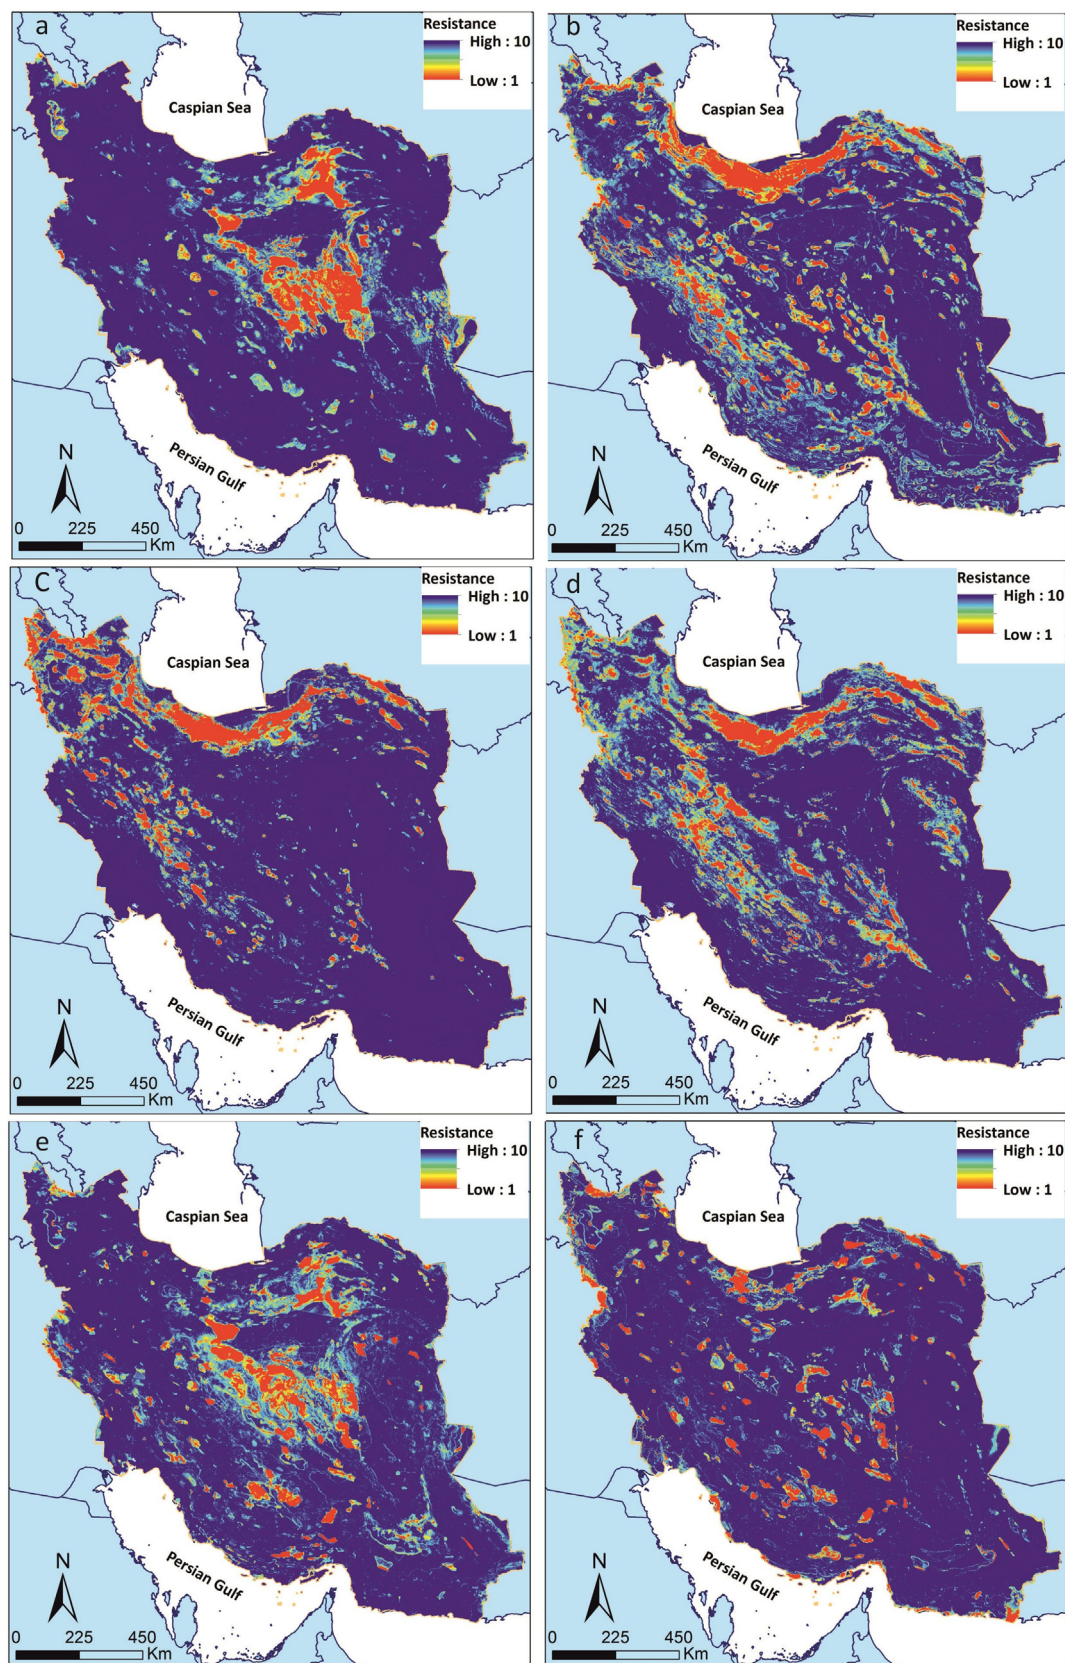 a
Resistance
High : 10
Low : 1
Caspian Sea
Persian Gulf
N
0 225 450
Km
b
Resistance
High : 10
Low : 1
Caspian Sea
Persian Gulf
N
0 225 450
Km
c
Resistance
High : 10
Low : 1
Caspian Sea
Persian Gulf
N
0 225 450
Km
d
Resistance
High : 10
Low : 1
Caspian Sea
Persian Gulf
N
0 225 450
Km
e
Resistance
High : 10
Low : 1
Caspian Sea
Persian Gulf
N
0 225 450
Km
f
Resistance
High : 10
Low : 1
Caspian Sea
Persian Gulf
N
0 225 450
Km